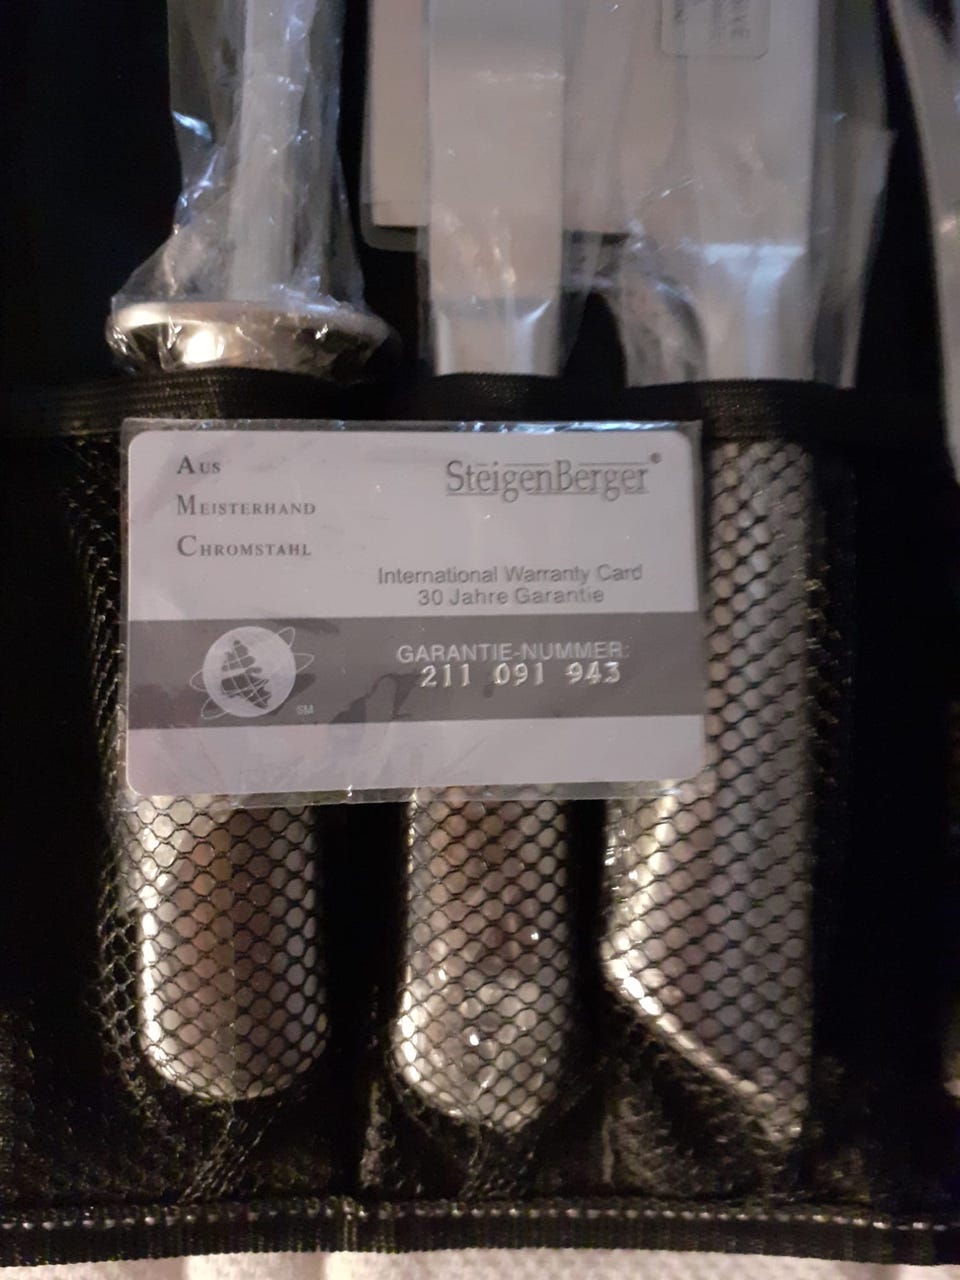 AUS
MEISTERHAND
CHROMSTAHL
SteigenBerger®
International Warranty Card
30 Jahre Garantie
GARANTIE-NUMMER:
211 091 943
SM